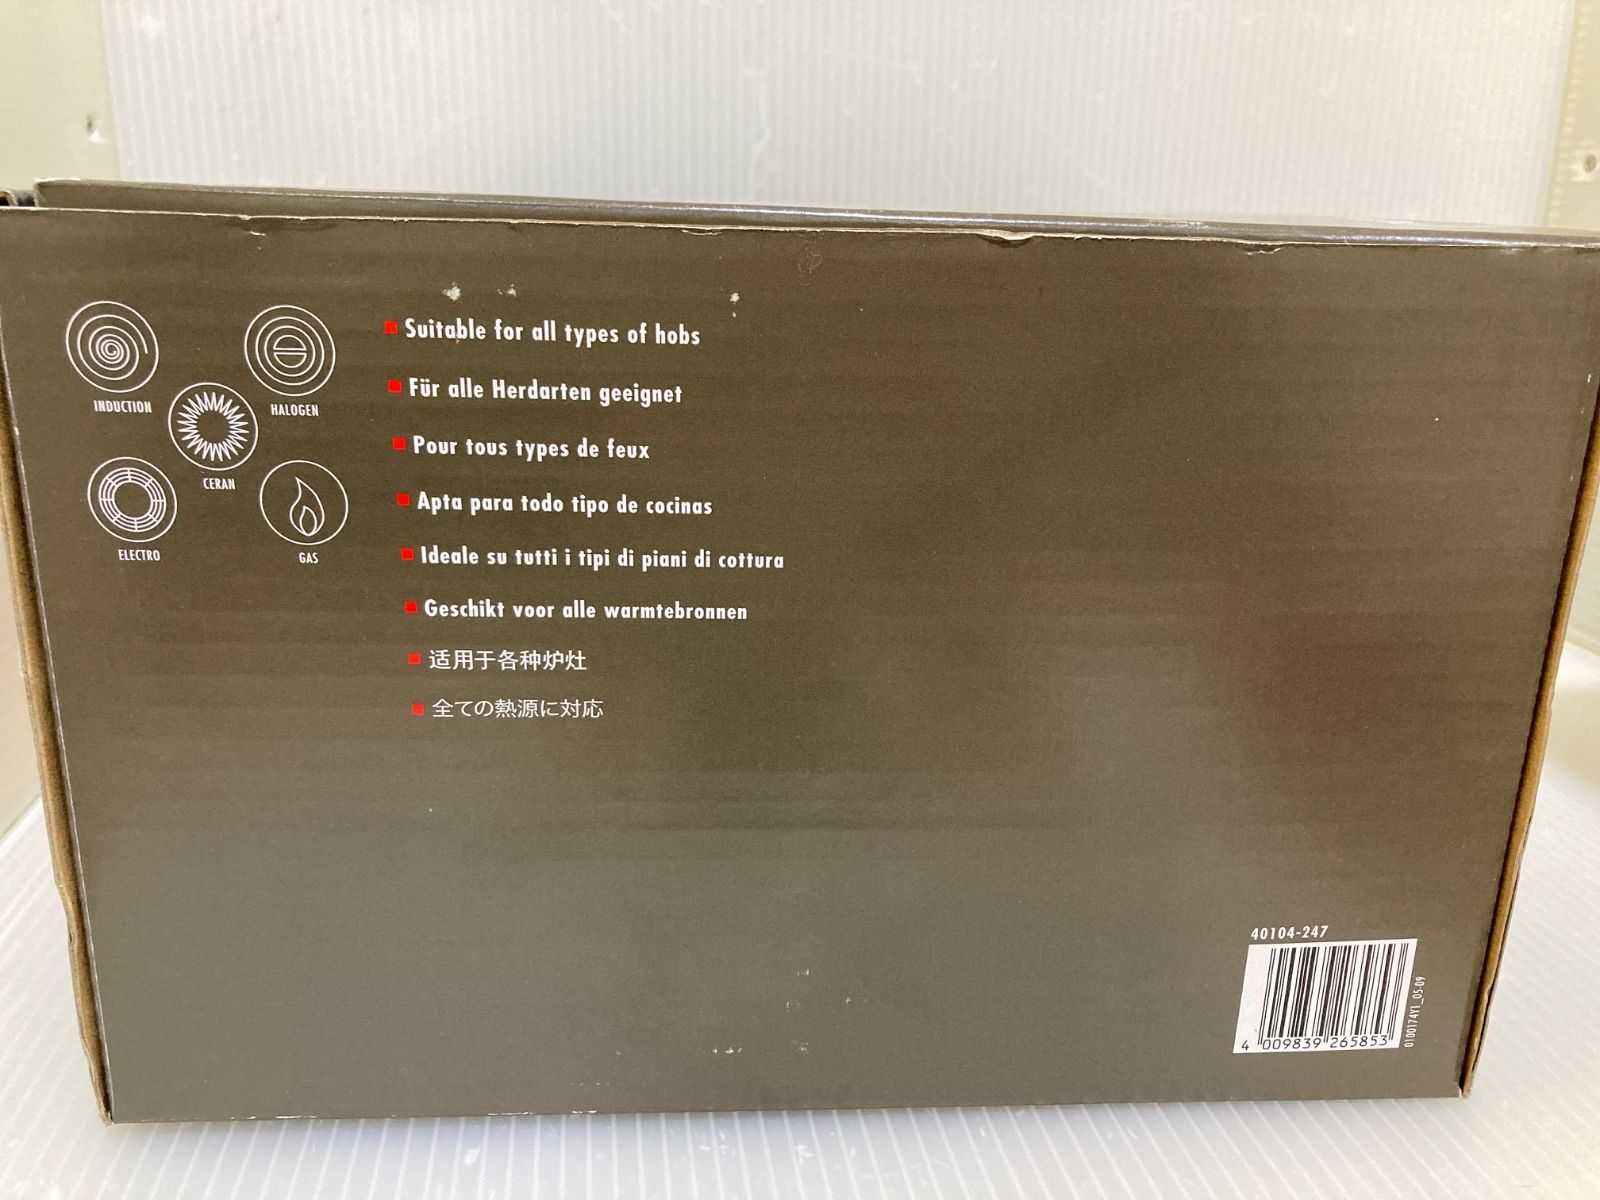 INDUCTION
HALOGEN
CERAN
ELECTRO
GAS
Suitable for all types of hobs
Für alle Herdarten geeignet
Pour tous types de feux
Apta para todo tipo de cocinas
Ideale su tutti i tipi di piani di cottura
Geschikt voor alle warmtebronnen
适用于各种炉灶
全ての熱源に対応
40104-247
4 009839 265853
0100174Y1_05-09